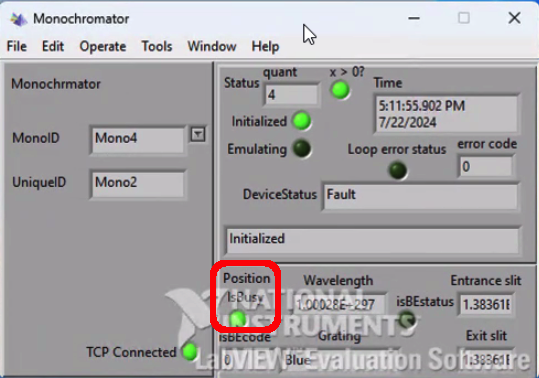 Monochromator
File Edit Operate Tools Window Help
Monochrmator
MonoID Mono4
UniqueID Mono2
TCP Connected
Status quant 4 x > 0? Time
5:11:55.902 PM
7/22/2024
Initialized
Emulating
Loop error status error code 0
DeviceStatus Fault
Initialized
Position Wavelength Entrance slit
IsBusy 1.00028E+297 isBEstatus 1.38361E
isBEcode Grating Exit slit
0 Blue 1.38361E
NATIONAL
INSTRUMENTS
LabVIEW Evaluation Software